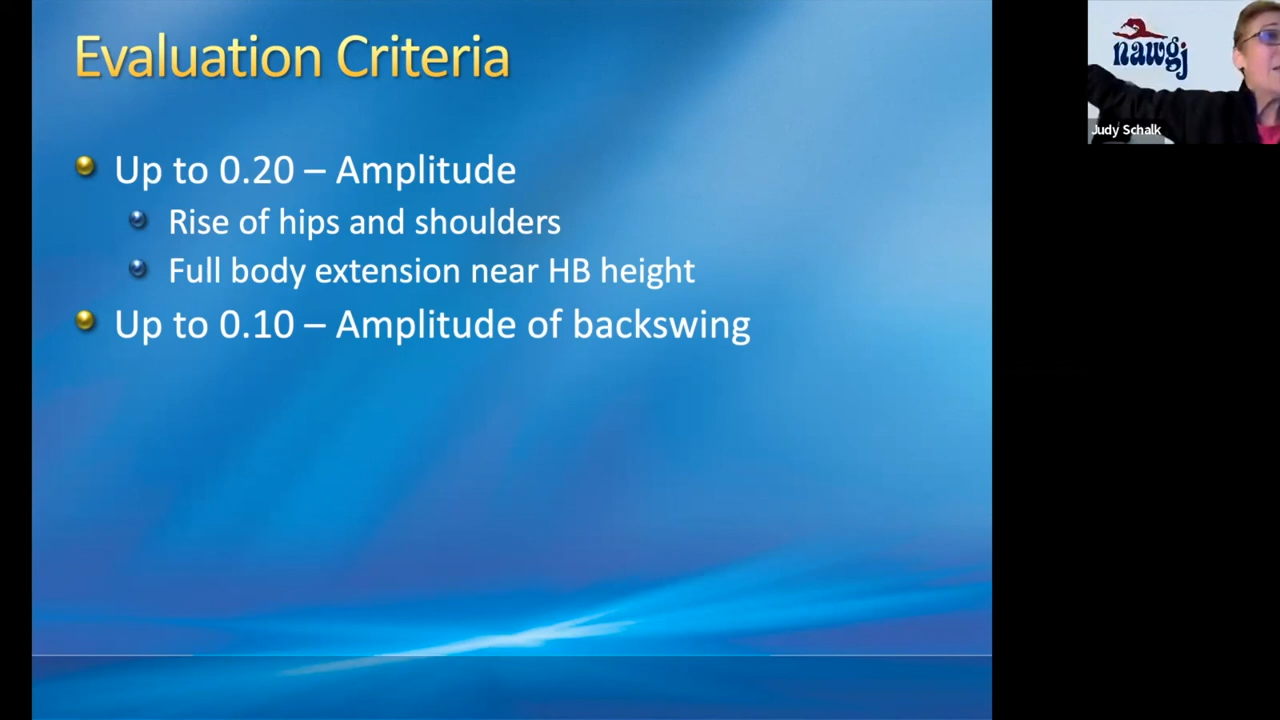 Evaluation Criteria
Up to 0.20 – Amplitude
Rise of hips and shoulders
Full body extension near HB height
Up to 0.10 – Amplitude of backswing
nawgj
Judy Schalk